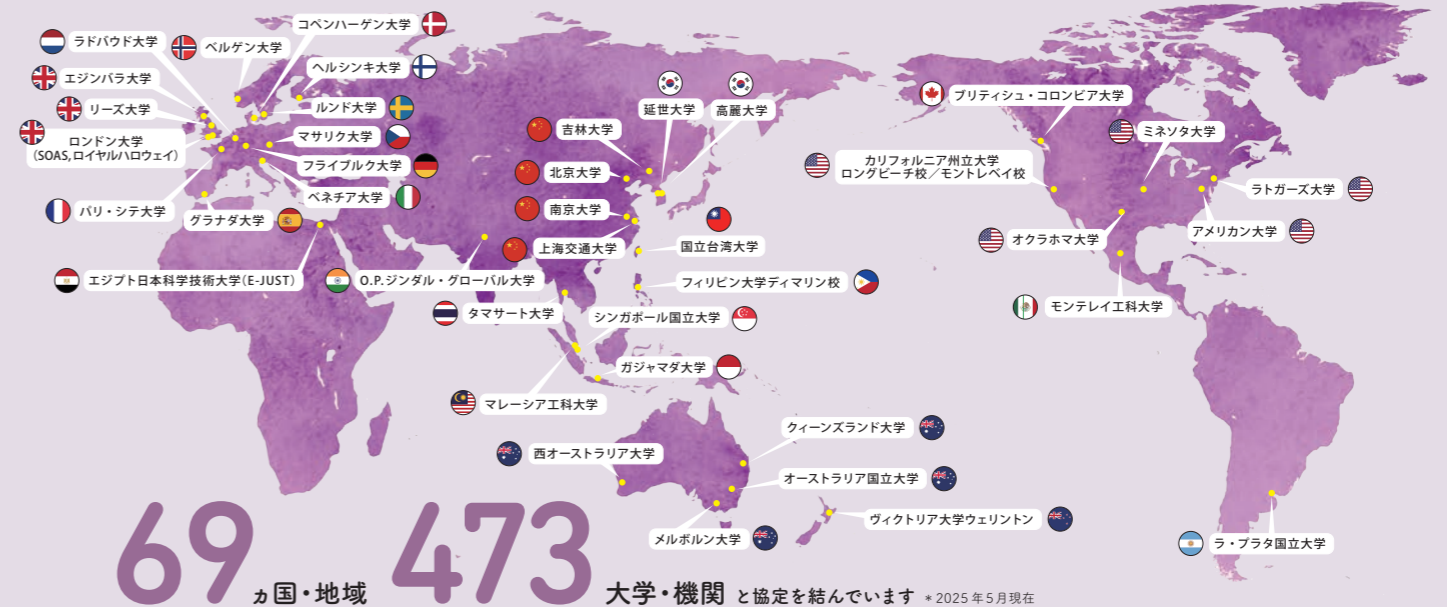 コペンハーゲン大学
ラドバウド大学
ベルゲン大学
エジンバラ大学
ヘルシンキ大学
リーズ大学
ルンド大学
ロンドン大学
（SOAS,ロイヤルハロウェイ）
マサリク大学
フライブルク大学
ベネチア大学
パリ・シテ大学
グラナダ大学
エジプト日本科学技術大学（E-JUST）
O.P.ジンダル・グローバル大学
延世大学
高麗大学
吉林大学
北京大学
南京大学
上海交通大学
国立台湾大学
フィリピン大学ディマリン校
タマサート大学
シンガポール国立大学
ガジャマダ大学
マレーシア工科大学
西オーストラリア大学
クィーンズランド大学
オーストラリア国立大学
メルボルン大学
ヴィクトリア大学ウェリントン
ブリティシュ・コロンビア大学
ミネソタ大学
カリフォルニア州立大学
ロングビーチ校／モントレベイ校
ラトガーズ大学
アメリカン大学
オクラホマ大学
モンテレイ工科大学
ラ・プラタ国立大学
69ヵ国・地域 473大学・機関 と協定を結んでいます ＊2025年5月現在